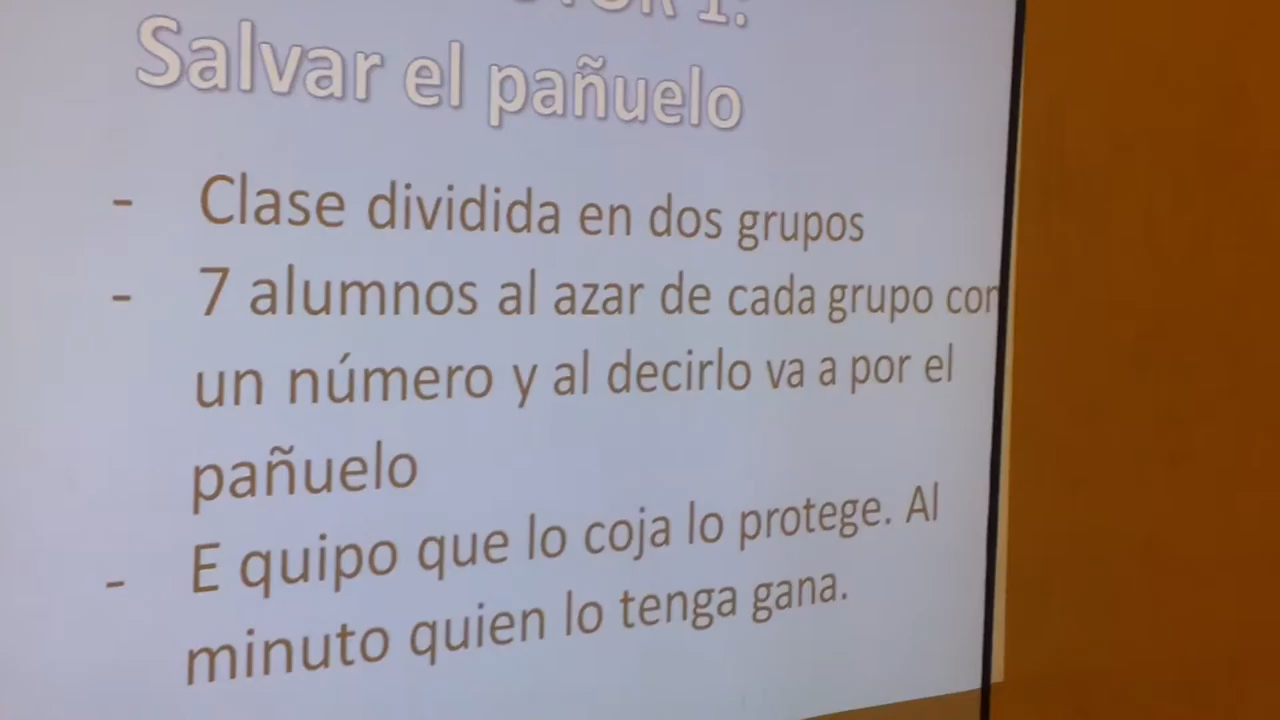 1:
Salvar el pañuelo
- Clase dividida en dos grupos
- 7 alumnos al azar de cada grupo con
un número y al decirlo va a por el
pañuelo
- E quipo que lo coja lo protege. Al
minuto quien lo tenga gana.